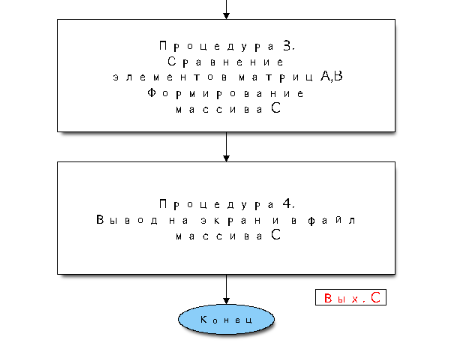 Процедура 3.
Сравнение
элементов матриц А,В
Формирование
массива С
Процедура 4.
Вывод на экран и в файл
массива С
Вых. С
Конец